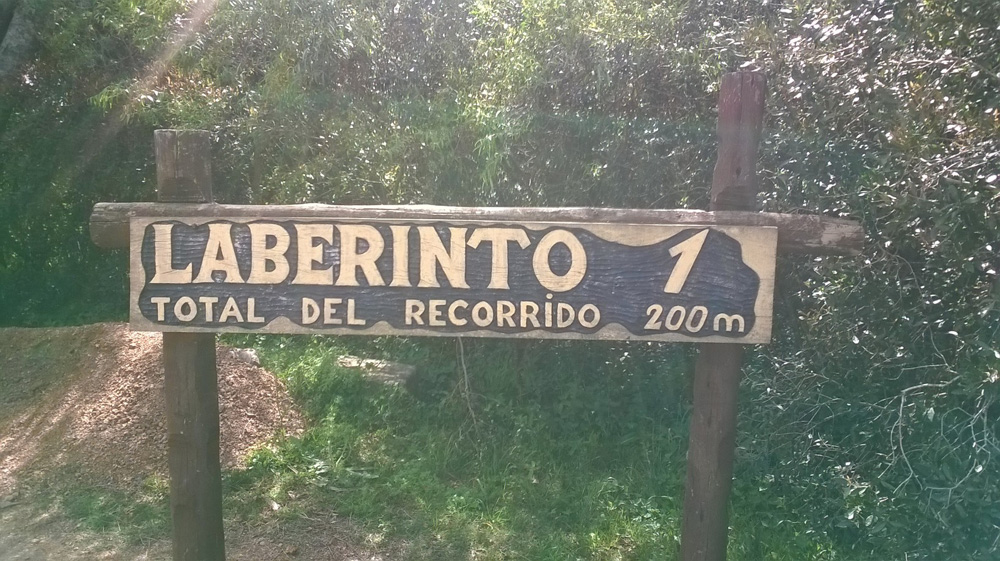 LABERINTO 1
TOTAL DEL RECORRIDO 200m